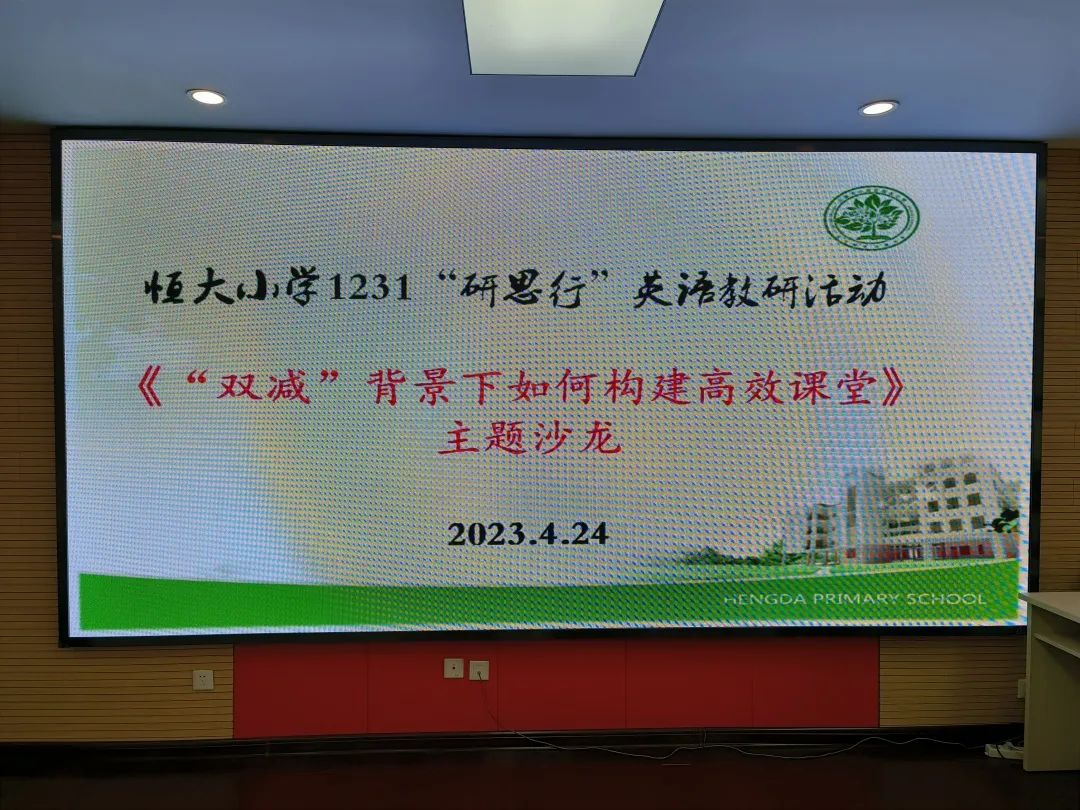 恒大小学1231“研思行”英语教研活动
《“双减”背景下如何构建高效课堂》
主题沙龙
2023.4.24
HENGDA PRIMARY SCHOOL